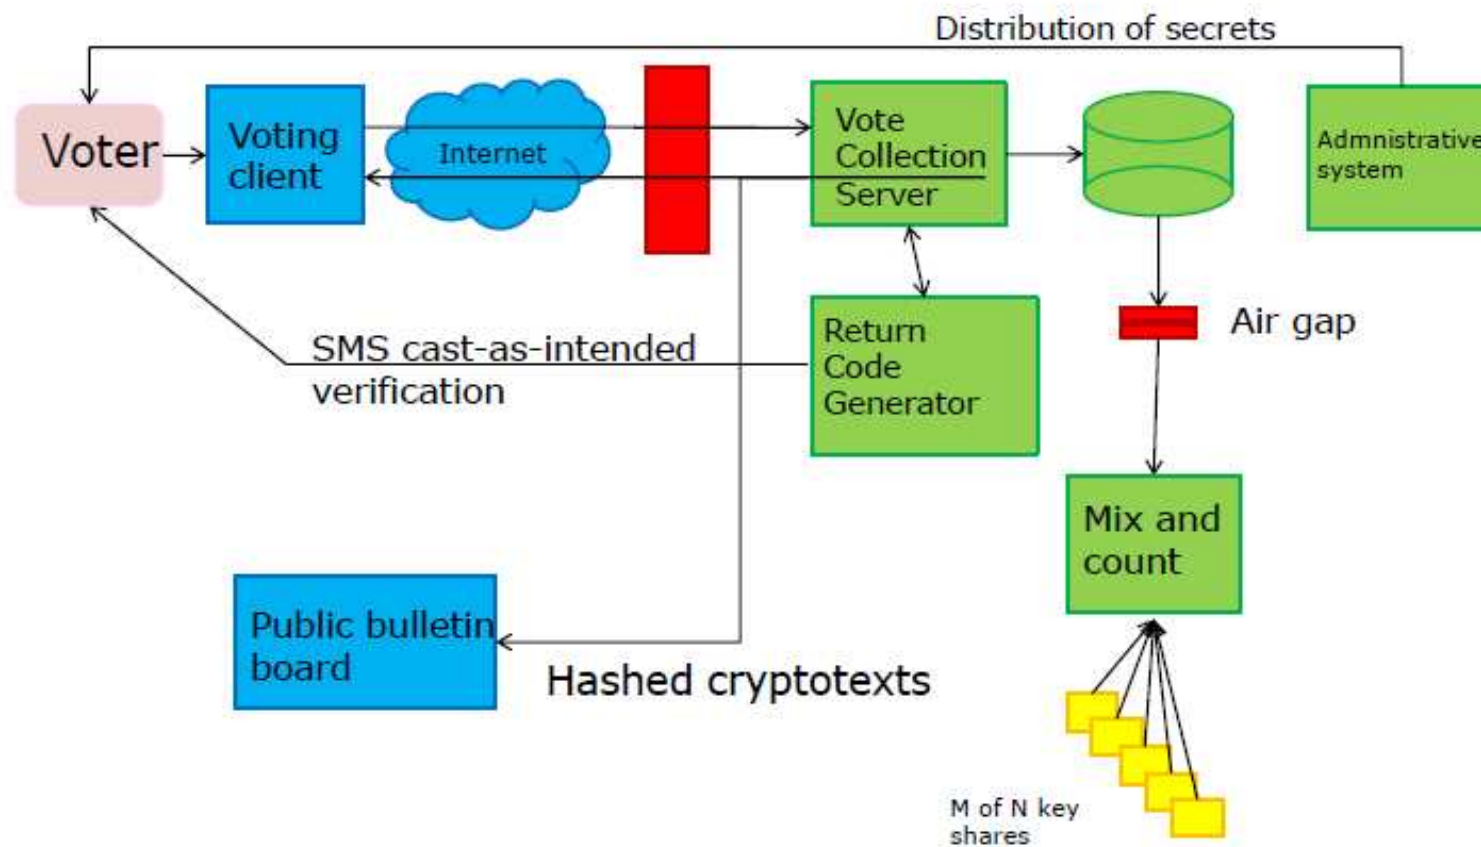 Distribution of secrets
Voter
Voting
client
Internet
Vote
Collection
Server
Admnistrative
system
SMS cast-as-intended
verification
Return
Code
Generator
Air gap
Mix and
count
Public bulletin
board
Hashed cryptotexts
M of N key
shares